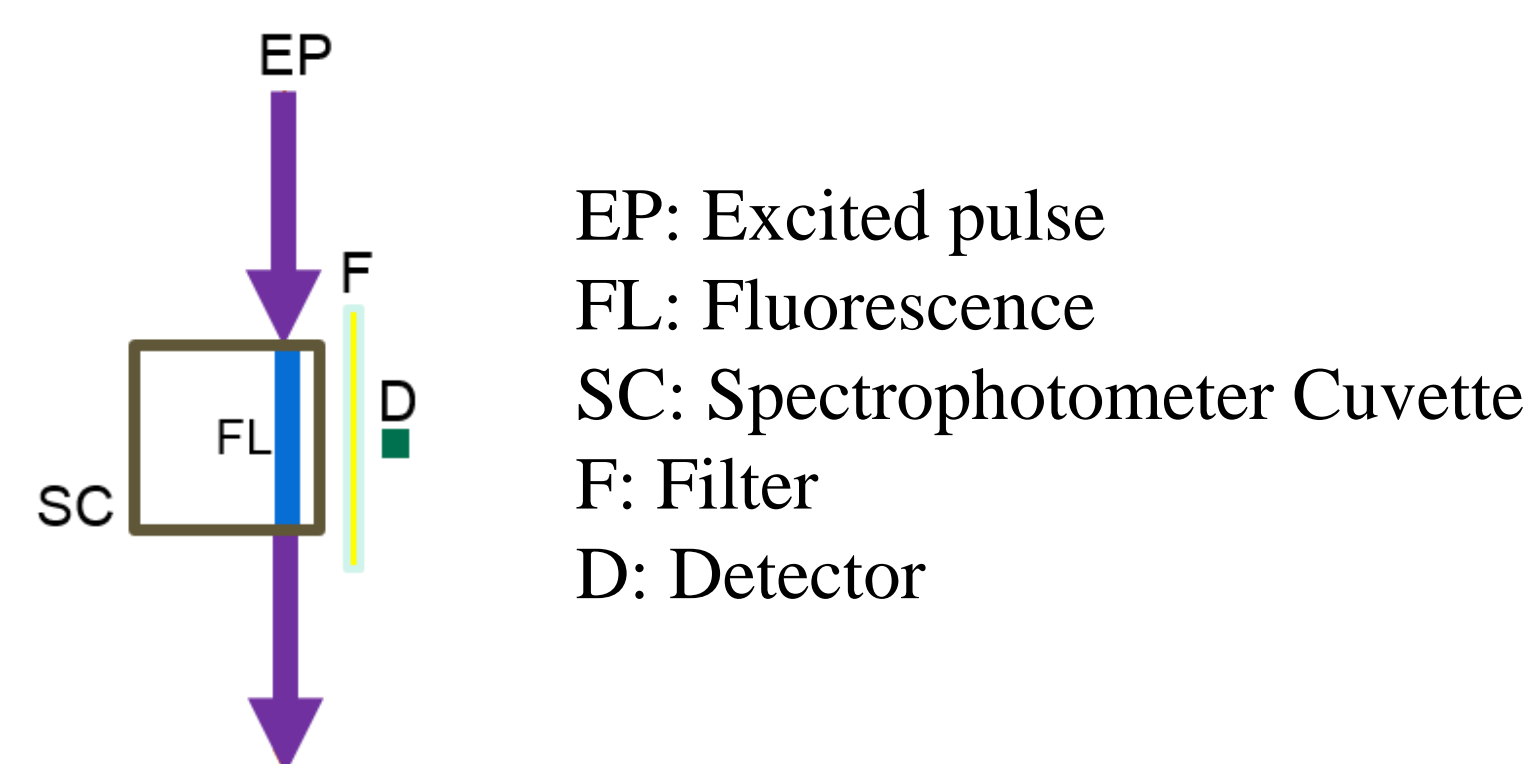 EP
F
D
FL
SC
EP: Excited pulse
FL: Fluorescence
SC: Spectrophotometer Cuvette
F: Filter
D: Detector